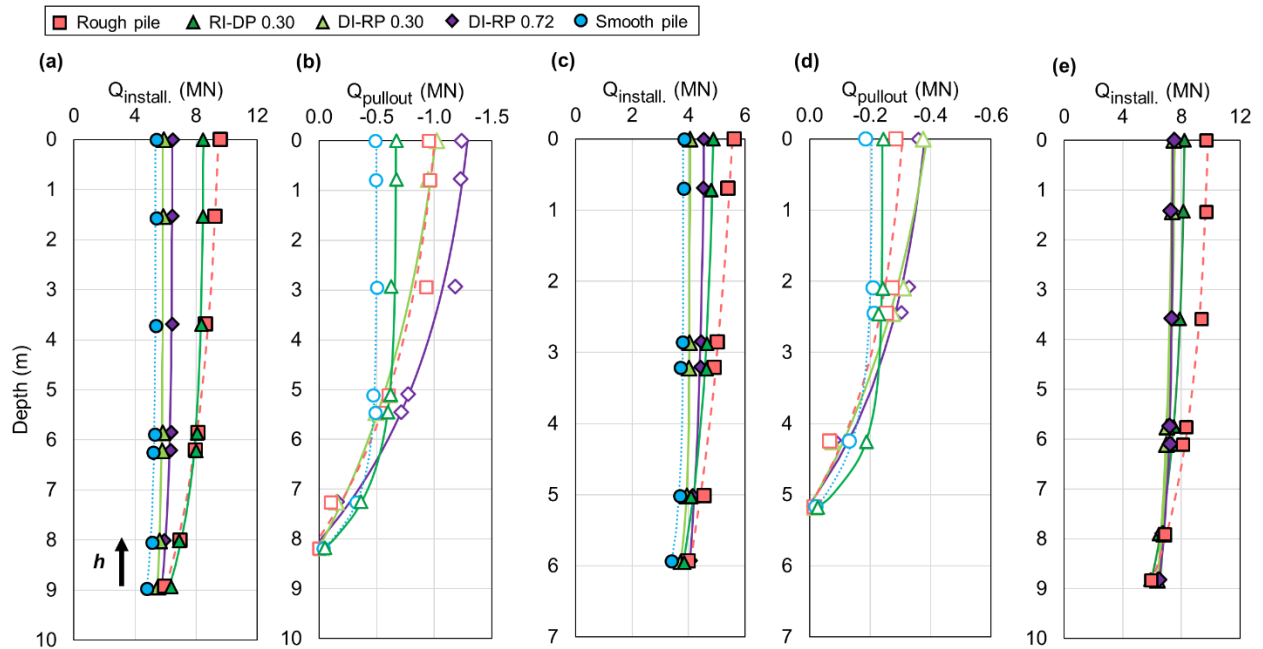 Rough pile RI-DP 0.30 DI-RP 0.30 DI-RP 0.72 Smooth pile
(a) (b) (c) (d) (e)
Q_install. (MN) Q_pullout (MN) Q_install. (MN) Q_pullout (MN) Q_install. (MN)
0 4 8 12 0.0 -0.5 -1.0 -1.5 0 2 4 6 0.0 -0.2 -0.4 -0.6 0 4 8 12
0 0 0 0 0
1 1 1 1 1
2 2 2 2 2
3 3 3 3 3
4 4 4 4 4
5 5 5 5 5
6 6 6 6 6
7 7 7 7 7
8 8 8
9 9 9
10 10 10
Depth (m)
h